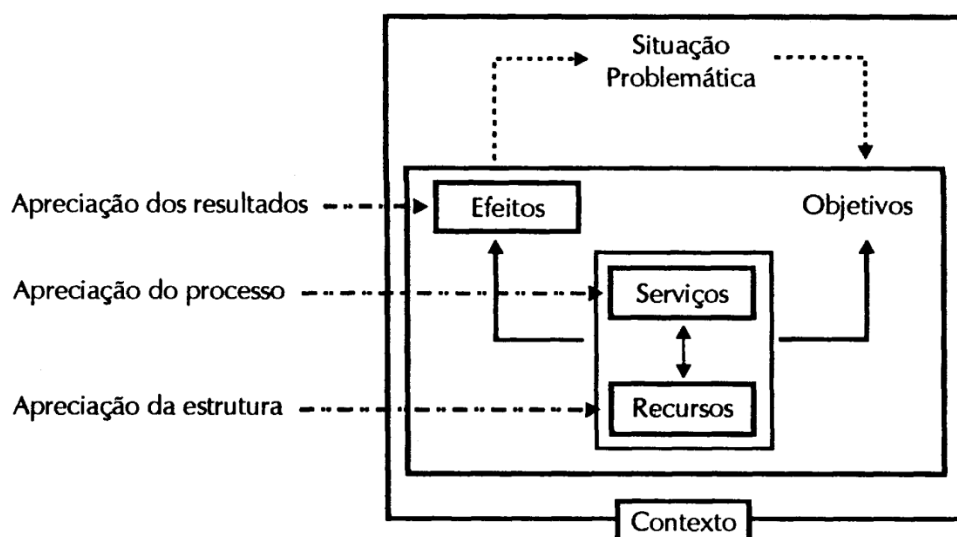 Situação
Problemática
Apreciação dos resultados
Efeitos
Objetivos
Apreciação do processo
Serviços
Apreciação da estrutura
Recursos
Contexto